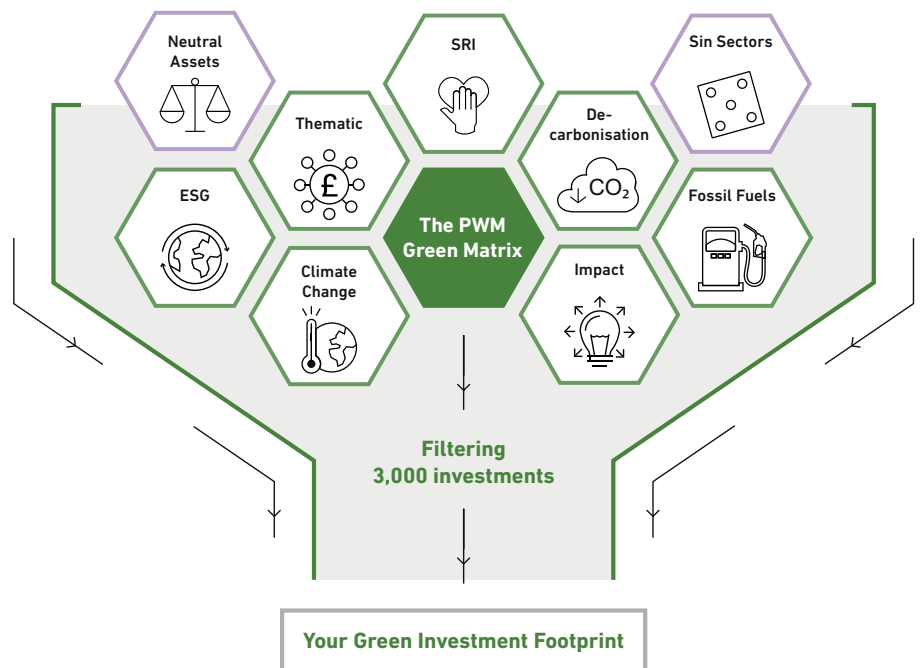 Neutral
Assets
SRI
Sin Sectors
Thematic
£
De-
carbonisation
CO₂
ESG
The PWM
Green Matrix
Fossil Fuels
Climate
Change
Impact
Filtering
3,000 investments
Your Green Investment Footprint